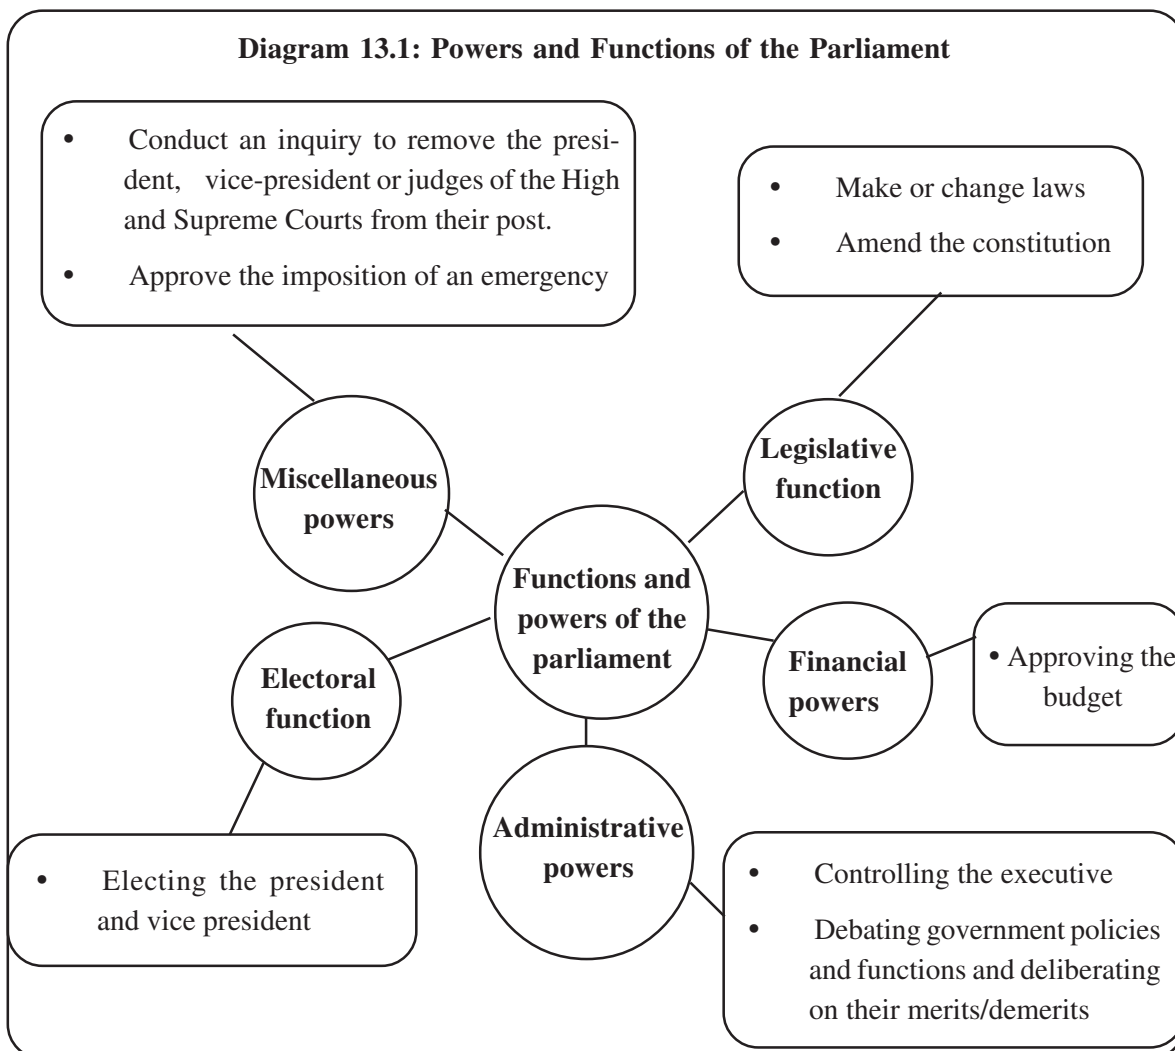 Diagram 13.1: Powers and Functions of the Parliament
• Conduct an inquiry to remove the presi-
dent, vice-president or judges of the High
and Supreme Courts from their post.
• Approve the imposition of an emergency
• Make or change laws
• Amend the constitution
Miscellaneous
powers
Legislative
function
Functions and
powers of the
parliament
Electoral
function
Financial
powers
• Approving the
budget
Administrative
powers
• Electing the president
and vice president
• Controlling the executive
• Debating government policies
and functions and deliberating
on their merits/demerits